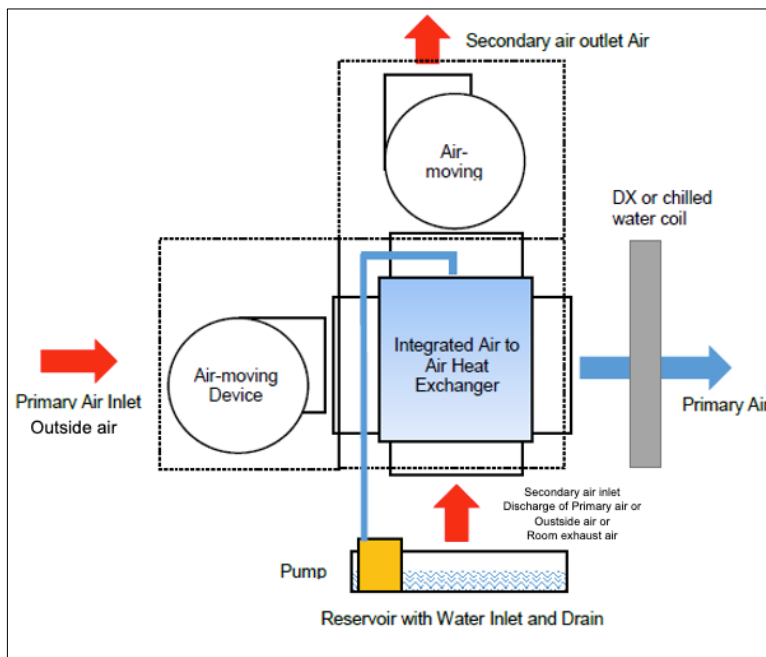 Secondary air outlet Air
Air-
moving
DX or chilled
water coil
Integrated Air to
Air Heat
Exchanger
Air-moving
Device
Primary Air Inlet
Outside air
Primary Air
Secondary air inlet
Discharge of Primary air or
Oustside air or
Room exhaust air
Pump
Reservoir with Water Inlet and Drain